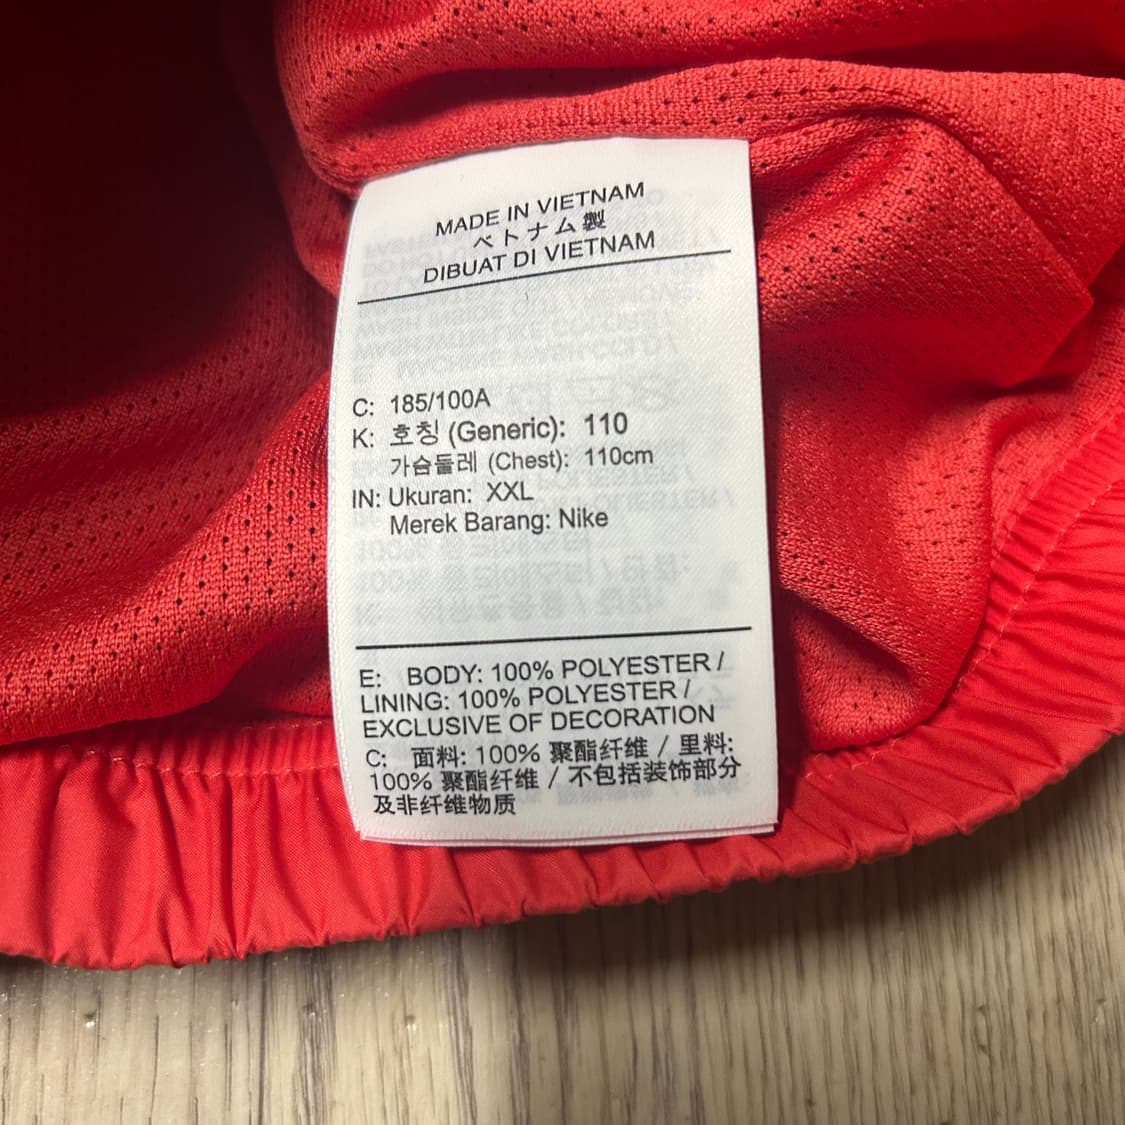 MADE IN VIETNAM
ベトナム製
DIBUAT DI VIETNAM
C: 185/100A
K: 호칭 (Generic): 110
가슴둘레 (Chest): 110cm
IN: Ukuran: XXL
Merek Barang: Nike
E: BODY: 100% POLYESTER /
LINING: 100% POLYESTER /
EXCLUSIVE OF DECORATION
C: 面料: 100% 聚酯纤维 / 里料:
100% 聚酯纤维 / 不包括装饰部分
及非纤维物质